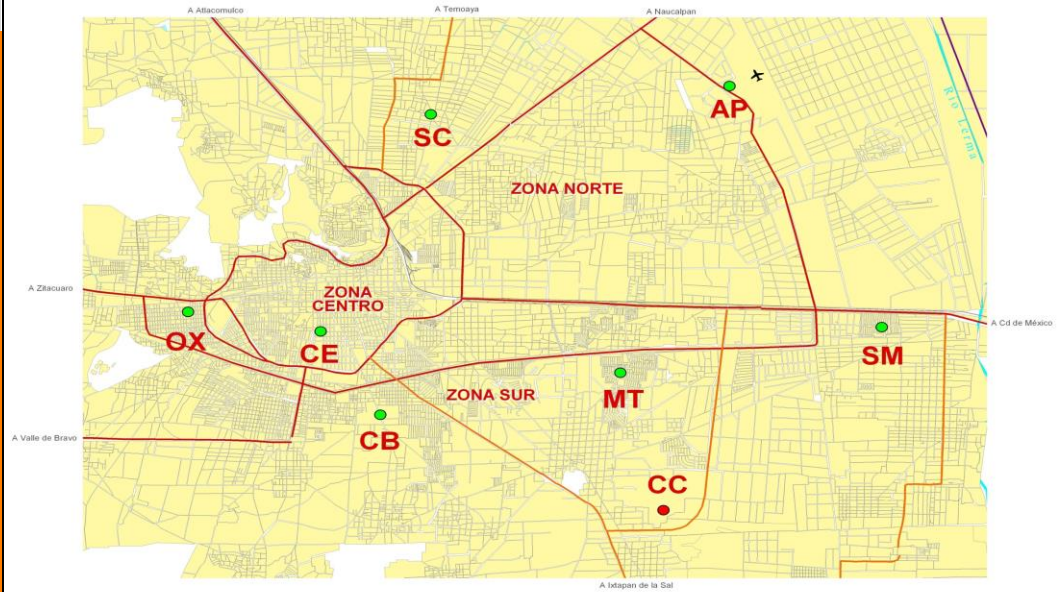 A Atlacomulco
A Temoaya
A Naucalpan
AP
SC
Río Lerma
ZONA NORTE
A Zitacuaro
ZONA
CENTRO
A Cd de México
OX
CE
SM
MT
ZONA SUR
CB
A Valle de Bravo
CC
A Ixtapan de la Sal